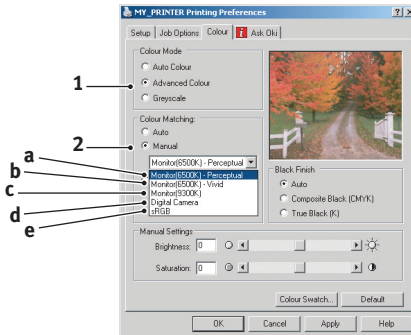 MY_PRINTER Printing Preferences
Setup Job Options Colour Ask Oki
Colour Mode
Auto Colour
1
Advanced Colour
Greyscale
Colour Matching:
Auto
2
Manual
Monitor(6500K) - Perceptual
a
Monitor(6500K) - Perceptual
b
Monitor(6500K) - Vivid
c
Monitor(9300K)
d
Digital Camera
e
sRGB
Black Finish
Auto
Composite Black (CMYK)
True Black (K)
Manual Settings
Brightness: 0
Saturation: 0
Colour Swatch... Default
OK Cancel Apply Help